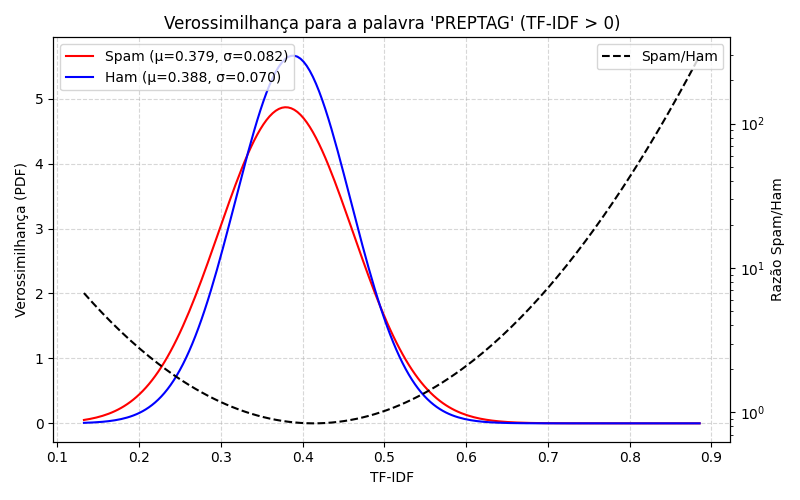 Verossimilhança para a palavra 'PREPTAG' (TF-IDF > 0)
Spam (μ=0.379, σ=0.082)
Ham (μ=0.388, σ=0.070)
Spam/Ham
Verossimilhança (PDF)
5
4
3
2
1
0
Razão Spam/Ham
10²
10¹
10⁰
0.1 0.2 0.3 0.4 0.5 0.6 0.7 0.8 0.9
TF-IDF